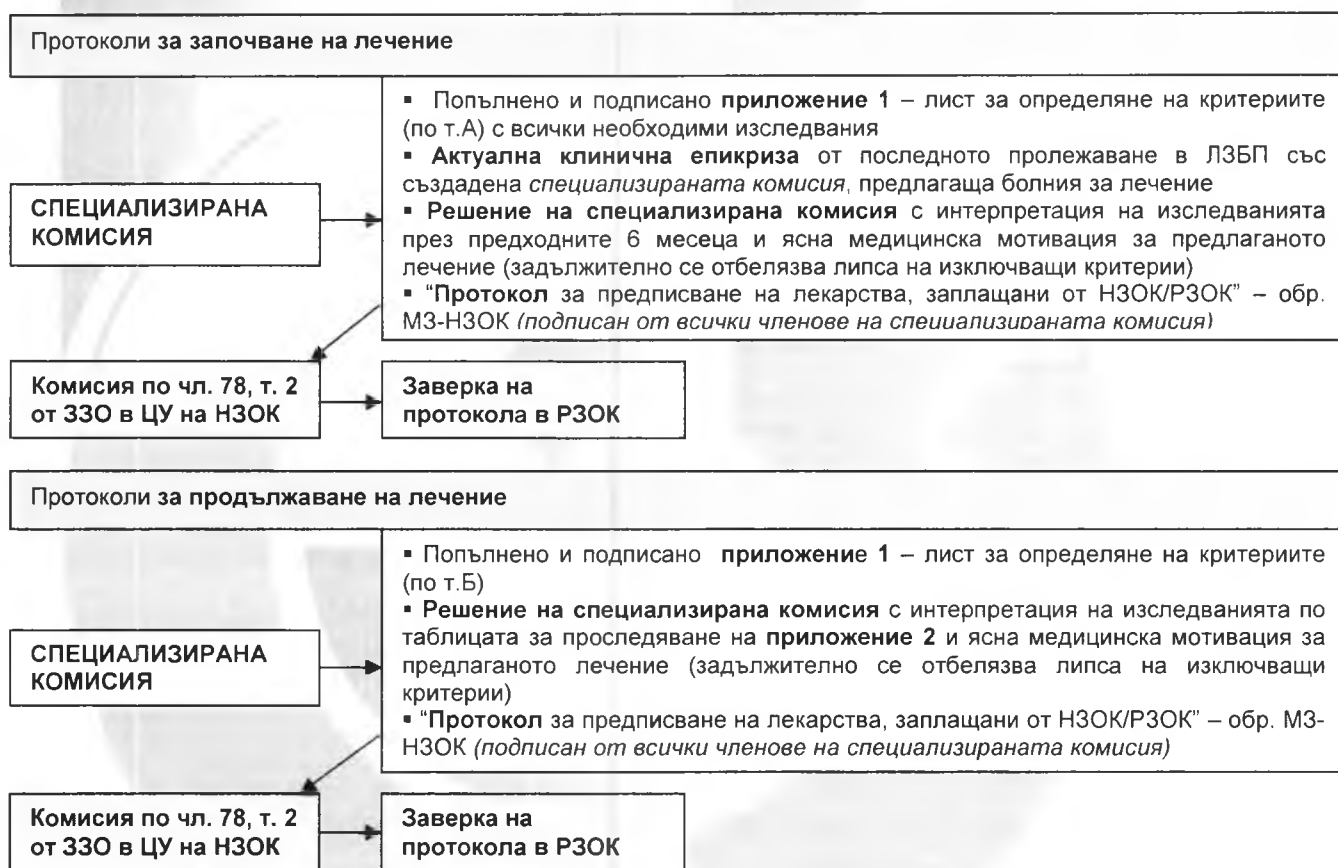 Протоколи за започване на лечение
▪ Попълнено и подписано приложение 1 – лист за определяне на критериите
(по т.А) с всички необходими изследвания
▪ Актуална клинична епикриза от последното пролежаване в ЛЗБП със
създадена специализираната комисия, предлагаща болния за лечение
▪ Решение на специализирана комисия с интерпретация на изследванията
през предходните 6 месеца и ясна медицинска мотивация за предлаганото
лечение (задължително се отбелязва липса на изключващи критерии)
▪ "Протокол за предписване на лекарства, заплащани от НЗОК/РЗОК" – обр.
МЗ-НЗОК (подписан от всички членове на специализираната комисия)
СПЕЦИАЛИЗИРАНА
КОМИСИЯ
Комисия по чл. 78, т. 2
от ЗЗО в ЦУ на НЗОК
Заверка на
протокола в РЗОК
Протоколи за продължаване на лечение
▪ Попълнено и подписано приложение 1 – лист за определяне на критериите
(по т.Б)
▪ Решение на специализирана комисия с интерпретация на изследванията по
таблицата за проследяване на приложение 2 и ясна медицинска мотивация за
предлаганото лечение (задължително се отбелязва липса на изключващи
критерии)
▪ "Протокол за предписване на лекарства, заплащани от НЗОК/РЗОК" – обр. МЗ-
НЗОК (подписан от всички членове на специализираната комисия)
СПЕЦИАЛИЗИРАНА
КОМИСИЯ
Комисия по чл. 78, т. 2
от ЗЗО в ЦУ на НЗОК
Заверка на
протокола в РЗОК